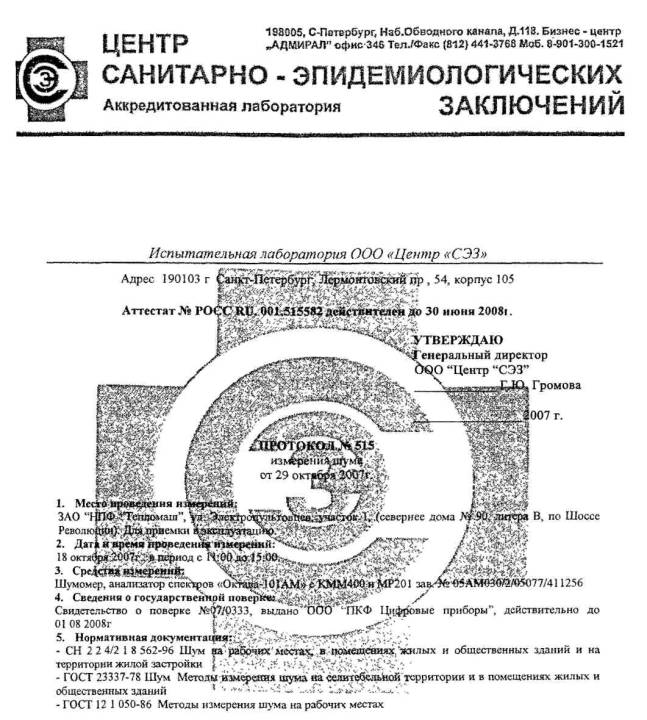 198005, С-Петербург, Наб.Обводного канала, Д.118. Бизнес - центр
„АДМИРАЛ" офис 346 Тел./Факс (812) 441-3768 Моб. 8-901-300-1521
ЦЕНТР
САНИТАРНО - ЭПИДЕМИОЛОГИЧЕСКИХ
Аккредитованная лаборатория ЗАКЛЮЧЕНИЙ
Испытательная лаборатория ООО «Центр «СЭЗ»
Адрес 190103 г Санкт-Петербург, Лермонтовский пр , 54, корпус 105
Аттестат № РОСС RU. 001.515582 действителен до 30 июня 2008г.
УТВЕРЖДАЮ
Генеральный директор
ООО "Центр "СЭЗ"
Г.Ю. Громова
2007 г.
ПРОТОКОЛ № 515
измерения шума
от 29 октября 2007г.
СЭ
1. Место проведения измерений:
ЗАО "НПФ "Тепломаш", ул Электропультовцев, участок 1, (севернее дома № 90, литера В, по Шоссе
Революции). Для приемки в эксплуатацию.
2. Дата и время проведения измерений:
18 октября 2007г., в период с 11:00 до 15:00.
3. Средства измерений:
Шумомер, анализатор спектров «Октава-101АМ» с КММ400 и МР201 зав. № 05АМ030/2/05077/411256
4. Сведения о государственной поверке:
Свидетельство о поверке №07/0333, выдано ООО "ПКФ Цифровые приборы", действительно до
01 08 2008г
5. Нормативная документация:
- СН 2 2 4/2 1 8 562-96 Шум на рабочих местах, в помещениях жилых и общественных зданий и на
территории жилой застройки
- ГОСТ 23337-78 Шум Методы измерения шума на селитебной территории и в помещениях жилых и
общественных зданий
- ГОСТ 12 1 050-86 Методы измерения шума на рабочих местах